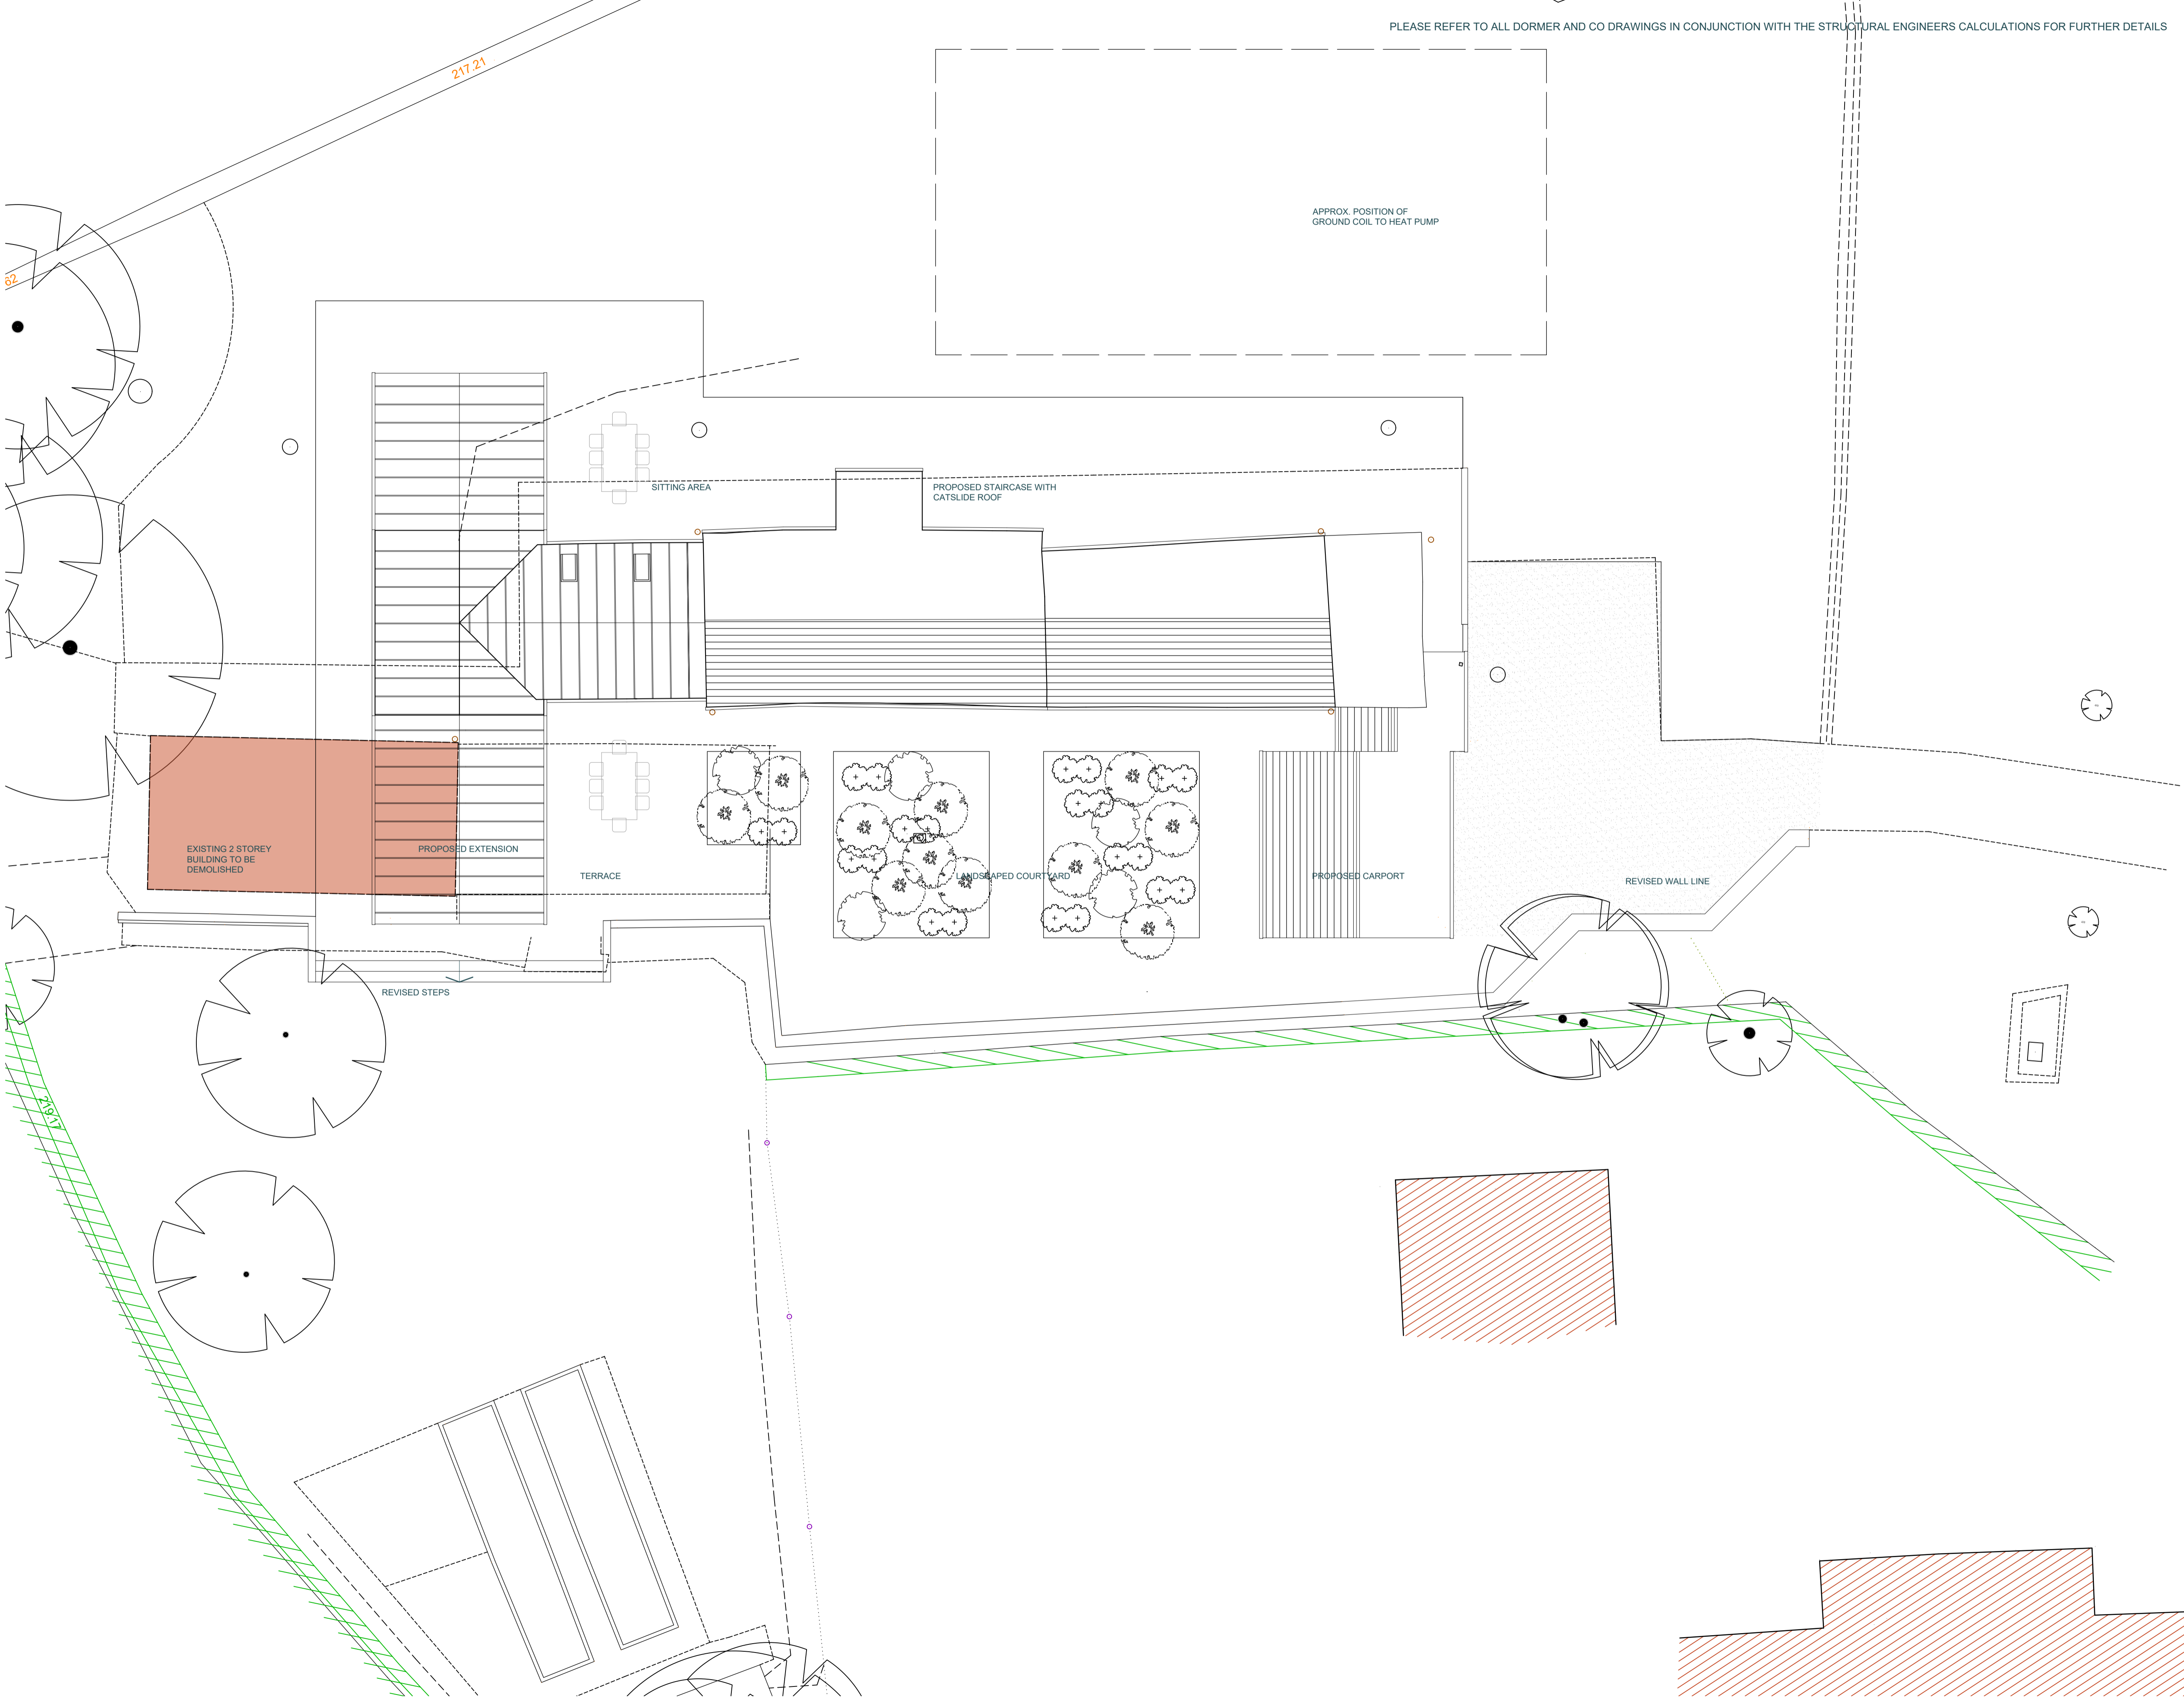 PLEASE REFER TO ALL DORMER AND CO DRAWINGS IN CONJUNCTION WITH THE STRUCTURAL ENGINEERS CALCULATIONS FOR FURTHER DETAILS
217.21
APPROX. POSITION OF
GROUND COIL TO HEAT PUMP
62
SITTING AREA
PROPOSED STAIRCASE WITH
CATSLIDE ROOF
EXISTING 2 STOREY
BUILDING TO BE
DEMOLISHED
PROPOSED EXTENSION
TERRACE
LANDSCAPED COURTYARD
PROPOSED CARPORT
REVISED WALL LINE
REVISED STEPS
219.17